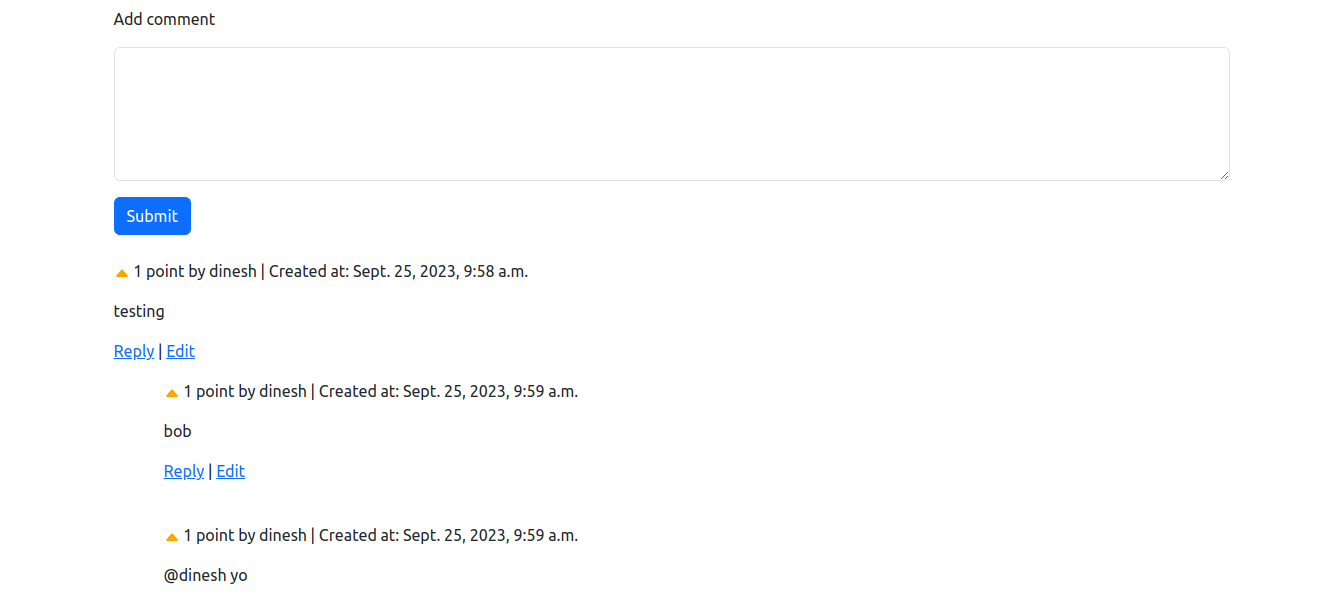 Add comment
Submit
1 point by dinesh | Created at: Sept. 25, 2023, 9:58 a.m.
testing
Reply | Edit
1 point by dinesh | Created at: Sept. 25, 2023, 9:59 a.m.
bob
Reply | Edit
1 point by dinesh | Created at: Sept. 25, 2023, 9:59 a.m.
@dinesh yo